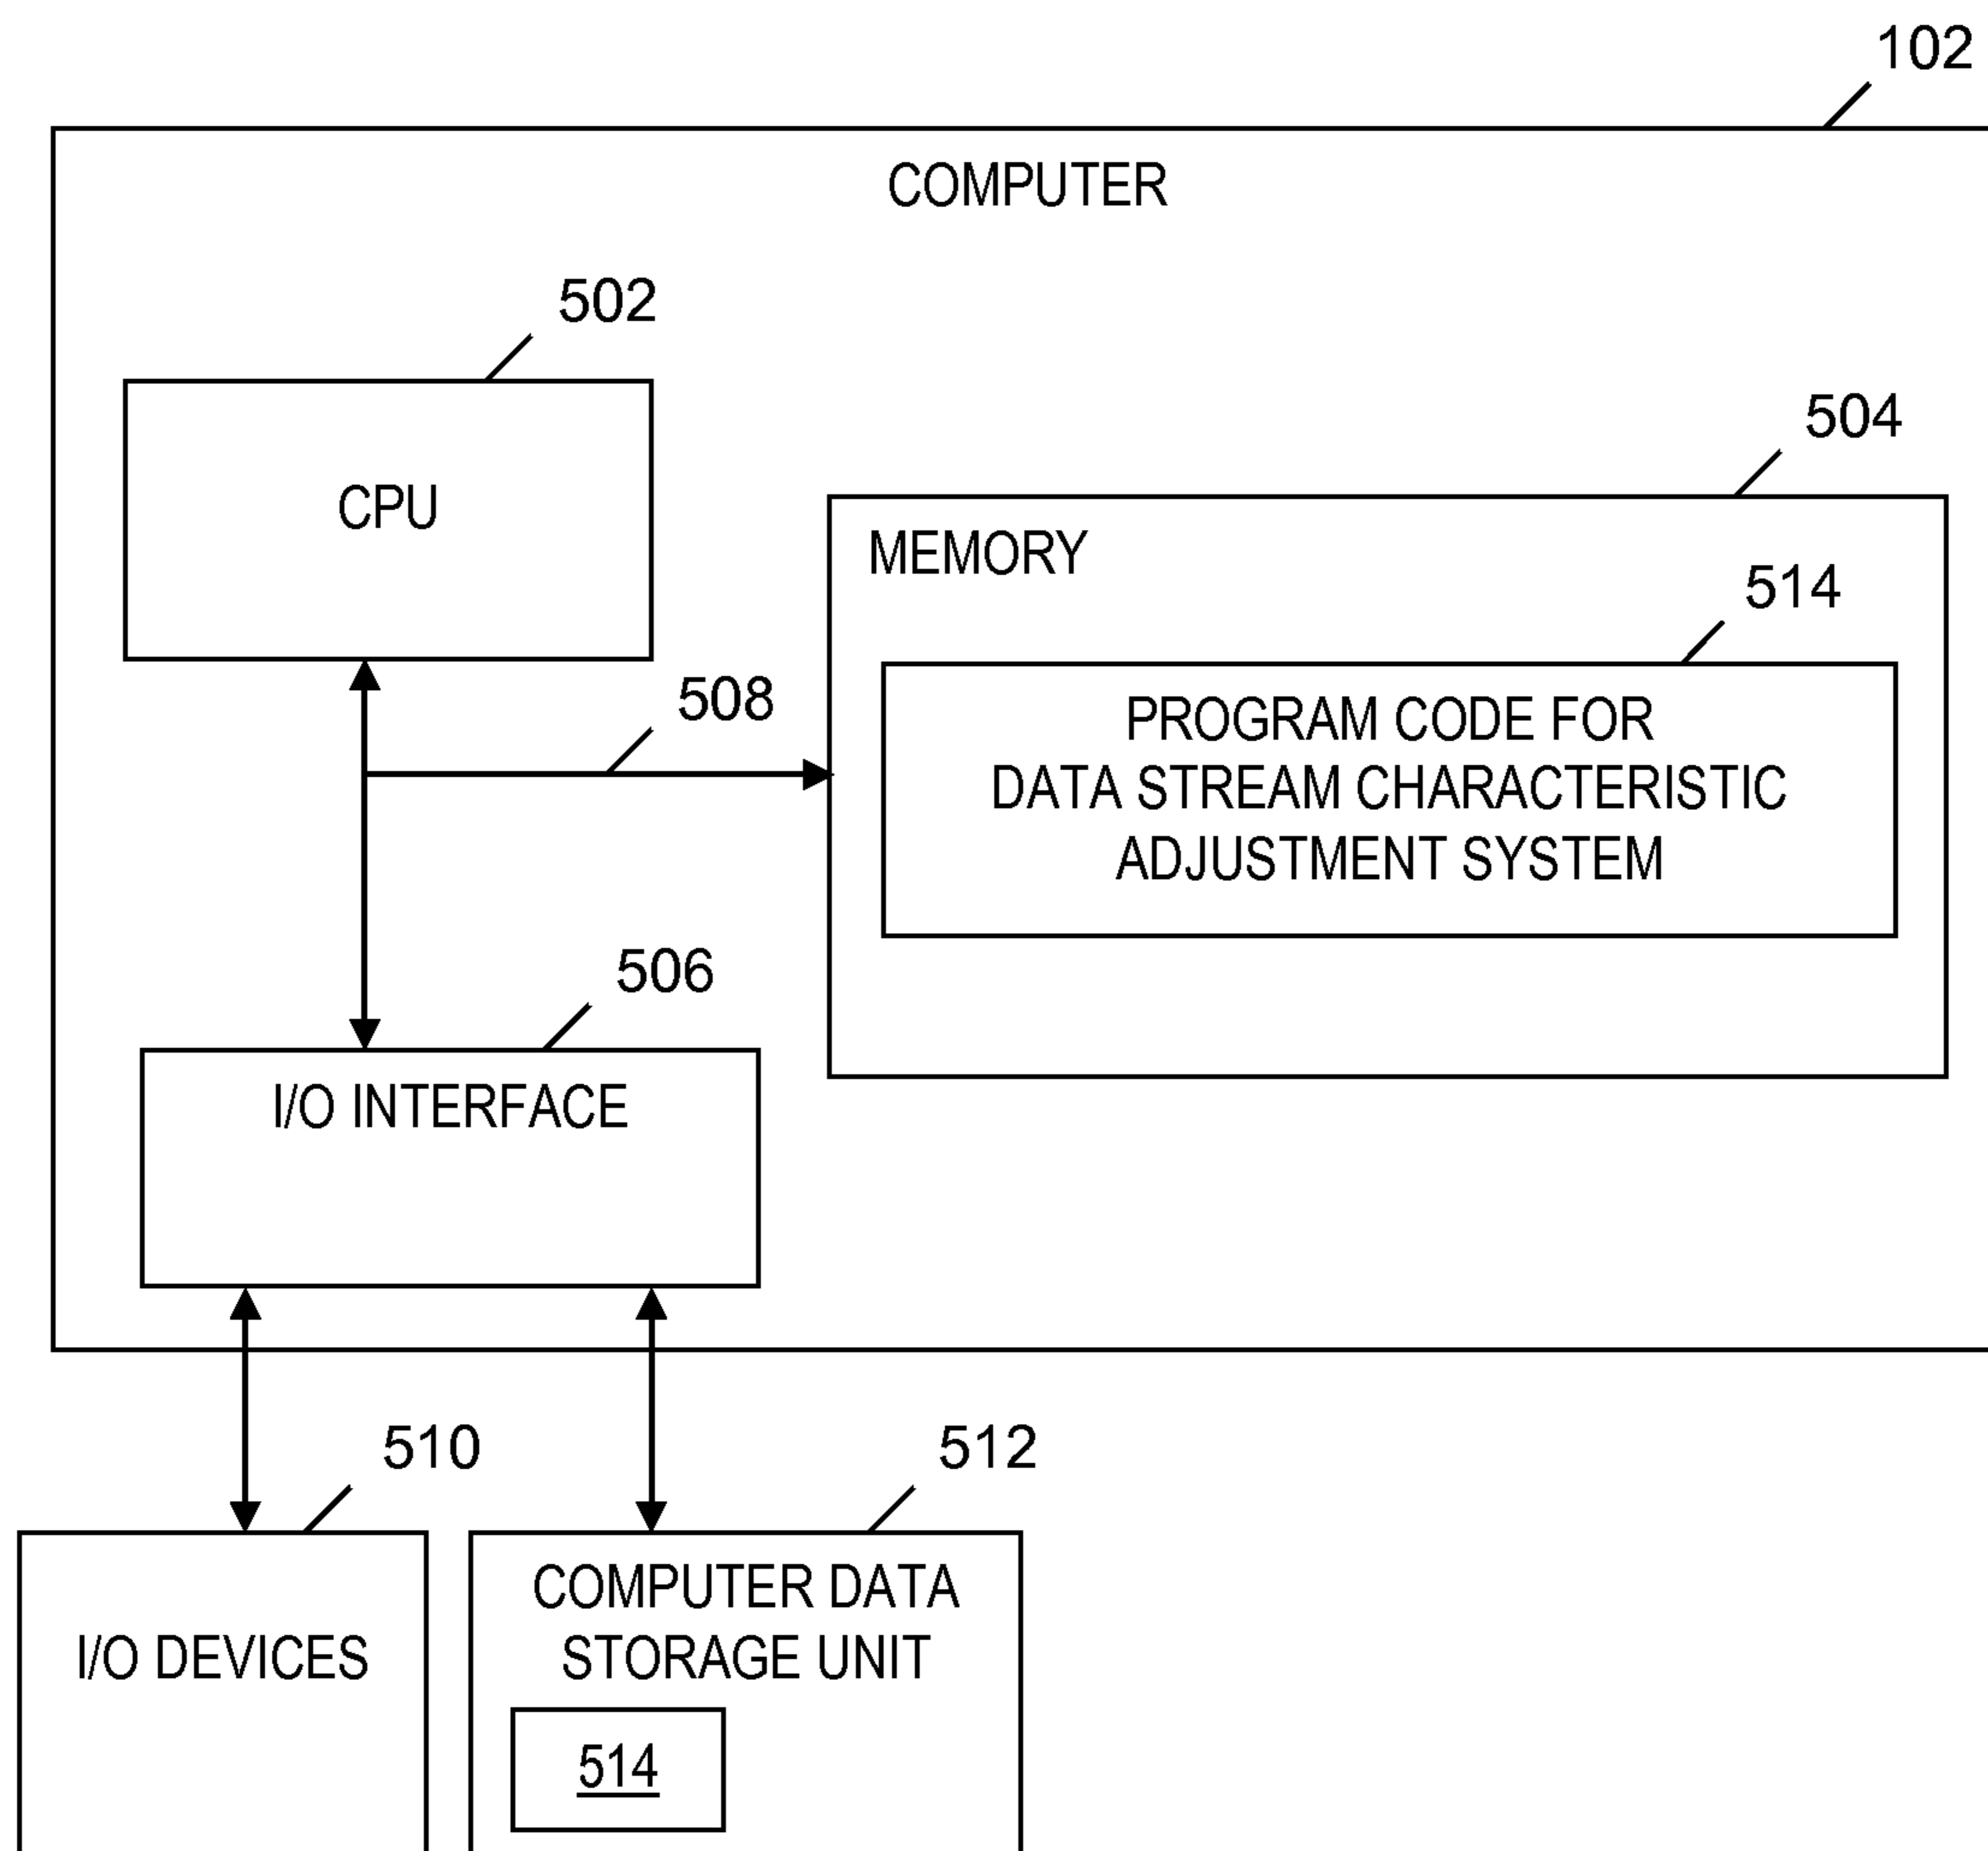 102
COMPUTER
502
CPU
504
MEMORY
514
PROGRAM CODE FOR
DATA STREAM CHARACTERISTIC
ADJUSTMENT SYSTEM
508
506
I/O INTERFACE
510
I/O DEVICES
512
COMPUTER DATA
STORAGE UNIT
514